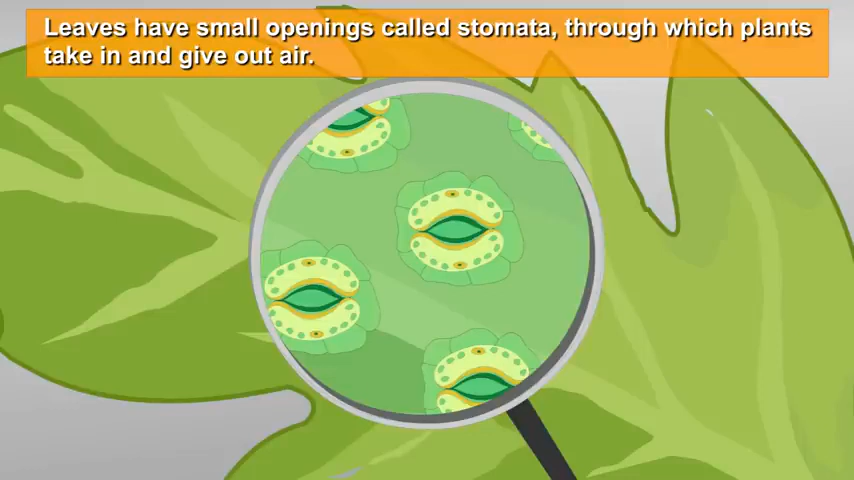 Leaves have small openings called stomata, through which plants
take in and give out air.